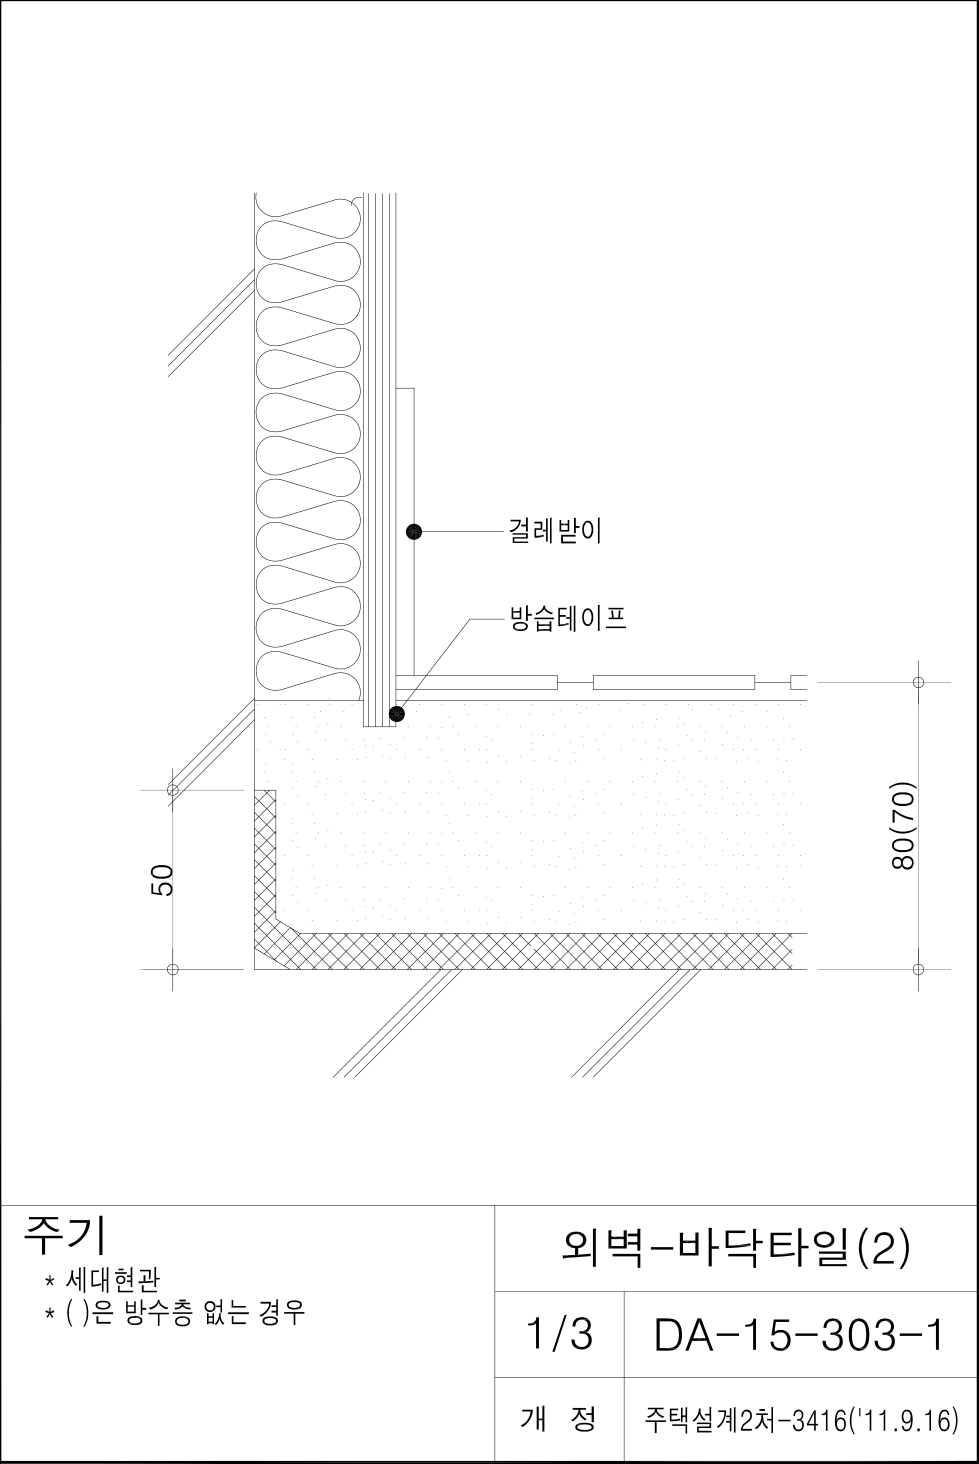 걸레받이
방습테이프
50
80(70)
주기
* 세대현관
* ( )은 방수층 없는 경우
외벽-바닥타일(2)
1/3
DA-15-303-1
개 정
주택설계2처-3416('11.9.16)